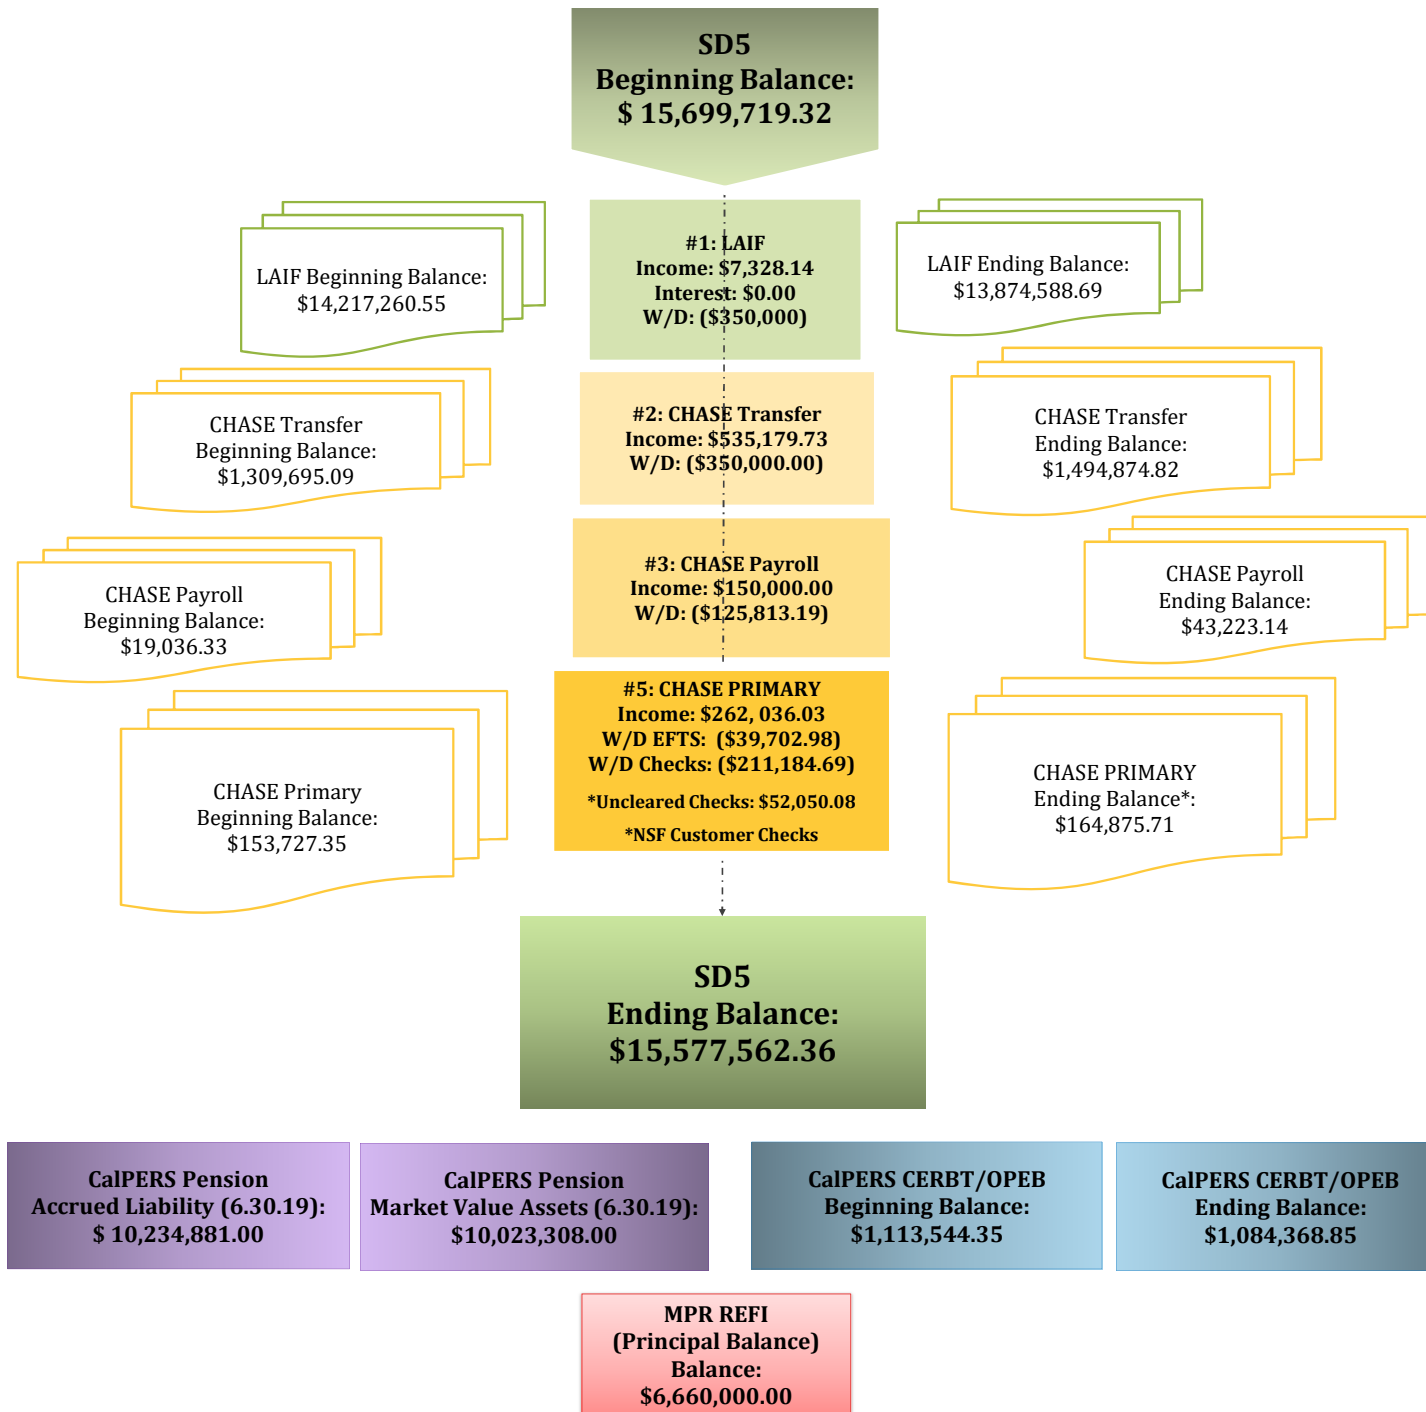 SD5
Beginning Balance:
$ 15,699,719.32
LAIF Beginning Balance:
$14,217,260.55
#1: LAIF
Income: $7,328.14
Interest: $0.00
W/D: ($350,000)
LAIF Ending Balance:
$13,874,588.69
CHASE Transfer
Beginning Balance:
$1,309,695.09
#2: CHASE Transfer
Income: $535,179.73
W/D: ($350,000.00)
CHASE Transfer
Ending Balance:
$1,494,874.82
CHASE Payroll
Beginning Balance:
$19,036.33
#3: CHASE Payroll
Income: $150,000.00
W/D: ($125,813.19)
CHASE Payroll
Ending Balance:
$43,223.14
CHASE Primary
Beginning Balance:
$153,727.35
#5: CHASE PRIMARY
Income: $262, 036.03
W/D EFTS:  ($39,702.98)
W/D Checks: ($211,184.69)
*Uncleared Checks: $52,050.08
*NSF Customer Checks
CHASE PRIMARY
Ending Balance*:
$164,875.71
SD5
Ending Balance:
$15,577,562.36
CalPERS Pension
Accrued Liability (6.30.19):
$ 10,234,881.00
CalPERS Pension
Market Value Assets (6.30.19):
$10,023,308.00
CalPERS CERBT/OPEB
Beginning Balance:
$1,113,544.35
CalPERS CERBT/OPEB
Ending Balance:
$1,084,368.85
MPR REFI
(Principal Balance)
Balance:
$6,660,000.00